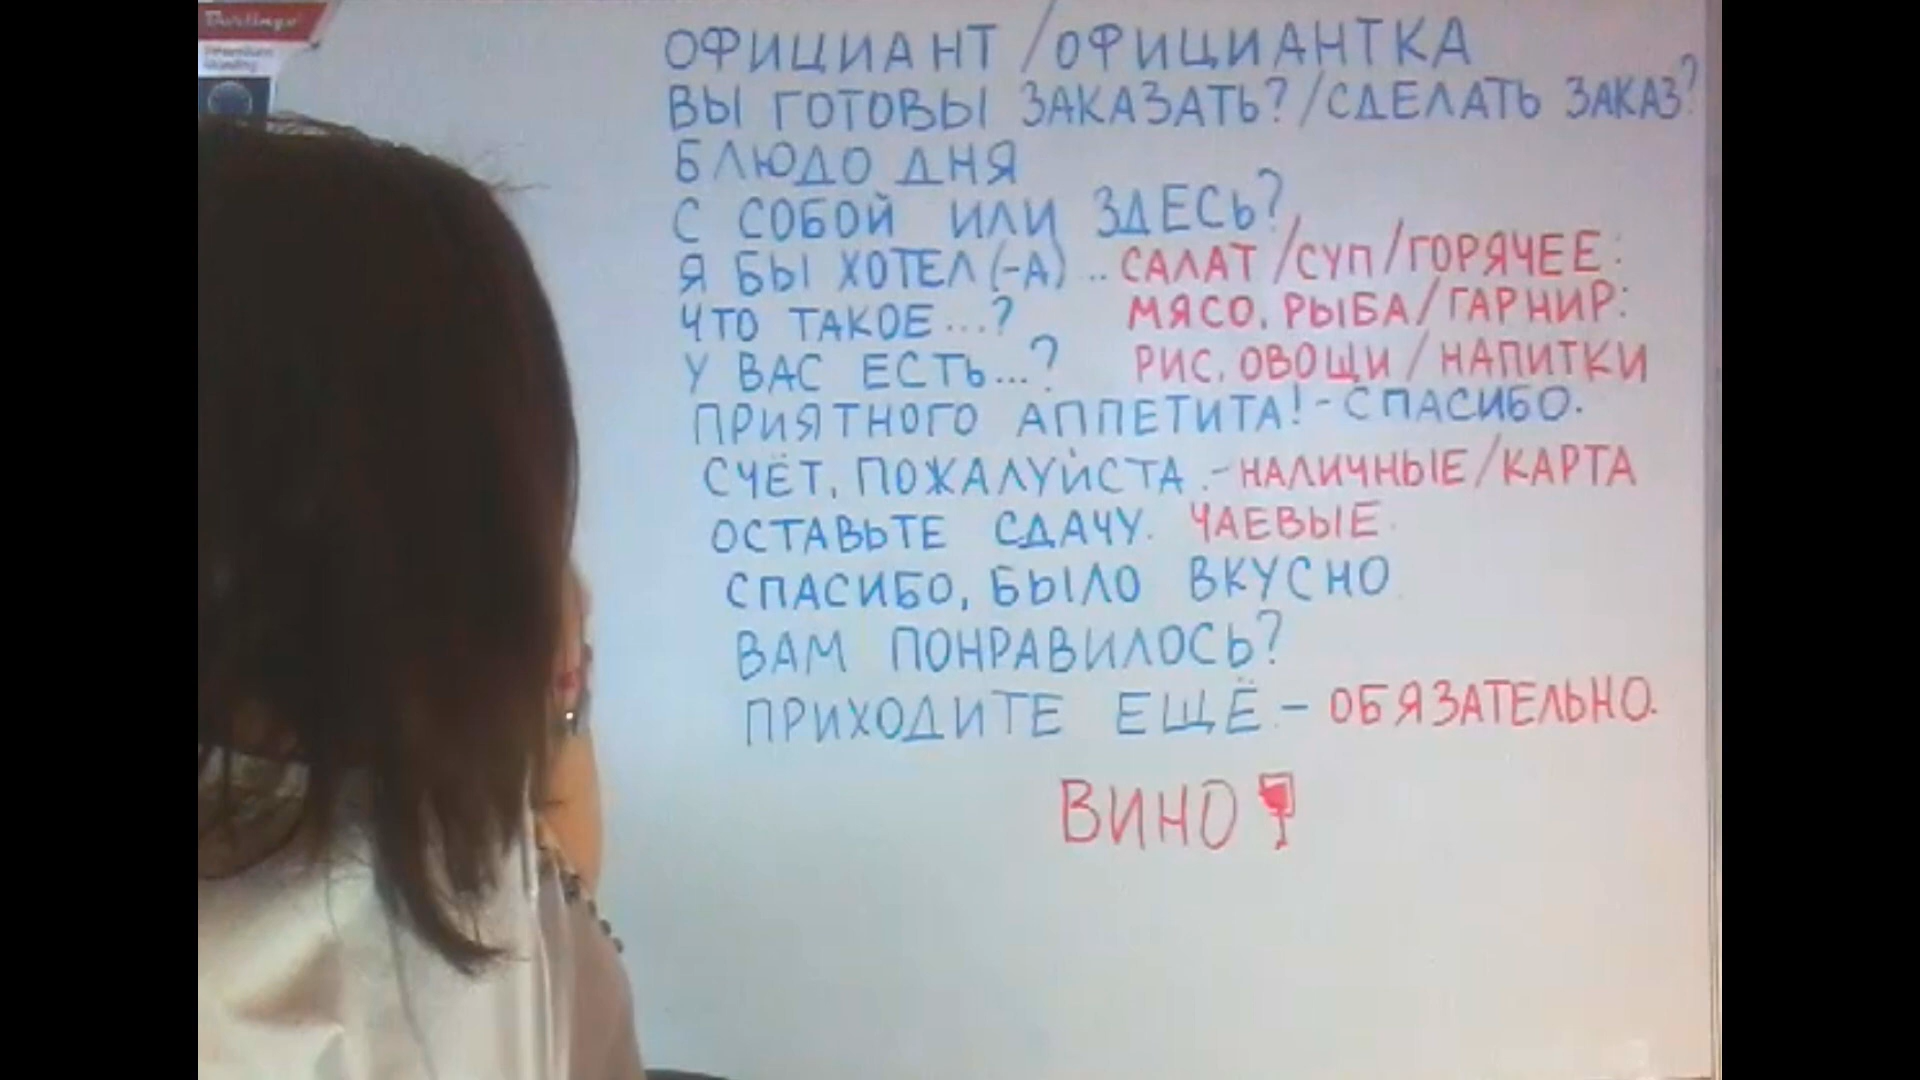 Berlingo
Premium
ОФИЦИАНТ / ОФИЦИАНТКА
ВЫ ГОТОВЫ ЗАКАЗАТЬ? / СДЕЛАТЬ ЗАКАЗ?
БЛЮДО ДНЯ
С СОБОЙ ИЛИ ЗДЕСЬ?
Я БЫ ХОТЕЛ (-А) .. САЛАТ / СУП / ГОРЯЧЕЕ:
ЧТО ТАКОЕ...? МЯСО, РЫБА / ГАРНИР:
У ВАС ЕСТЬ...? РИС, ОВОЩИ / НАПИТКИ
ПРИЯТНОГО АППЕТИТА! - СПАСИБО.
СЧЁТ, ПОЖАЛУЙСТА. - НАЛИЧНЫЕ / КАРТА
ОСТАВЬТЕ СДАЧУ. ЧАЕВЫЕ.
СПАСИБО, БЫЛО ВКУСНО.
ВАМ ПОНРАВИЛОСЬ?
ПРИХОДИТЕ ЕЩЁ. - ОБЯЗАТЕЛЬНО.
ВИНО